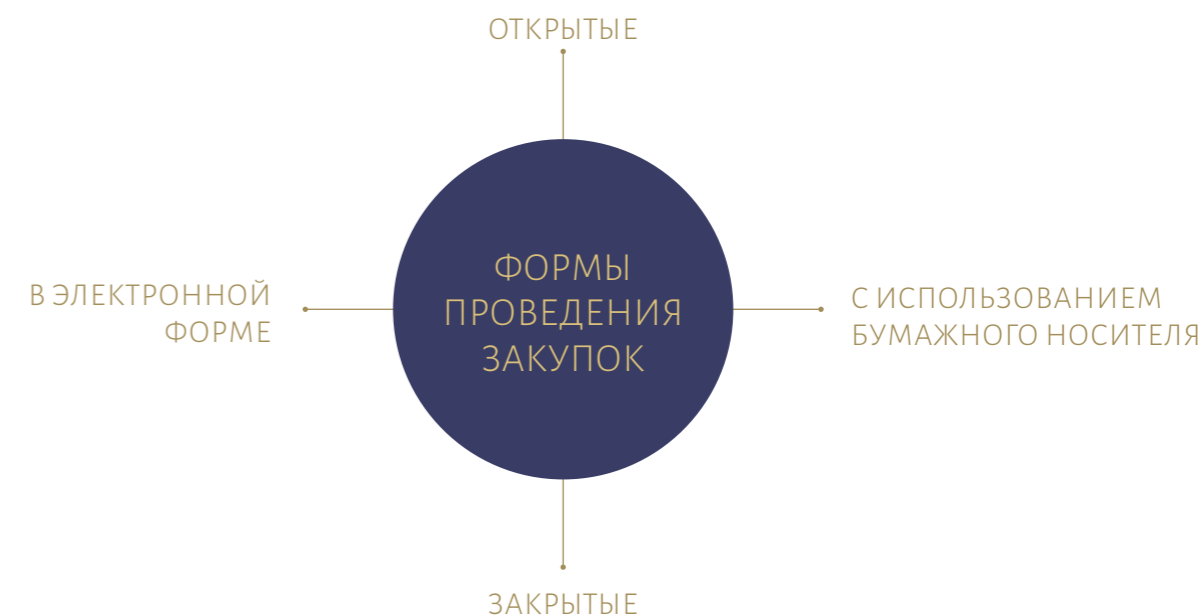 ОТКРЫТЫЕ
В ЭЛЕКТРОННОЙ
ФОРМЕ
ФОРМЫ
ПРОВЕДЕНИЯ
ЗАКУПОК
С ИСПОЛЬЗОВАНИЕМ
БУМАЖНОГО НОСИТЕЛЯ
ЗАКРЫТЫЕ